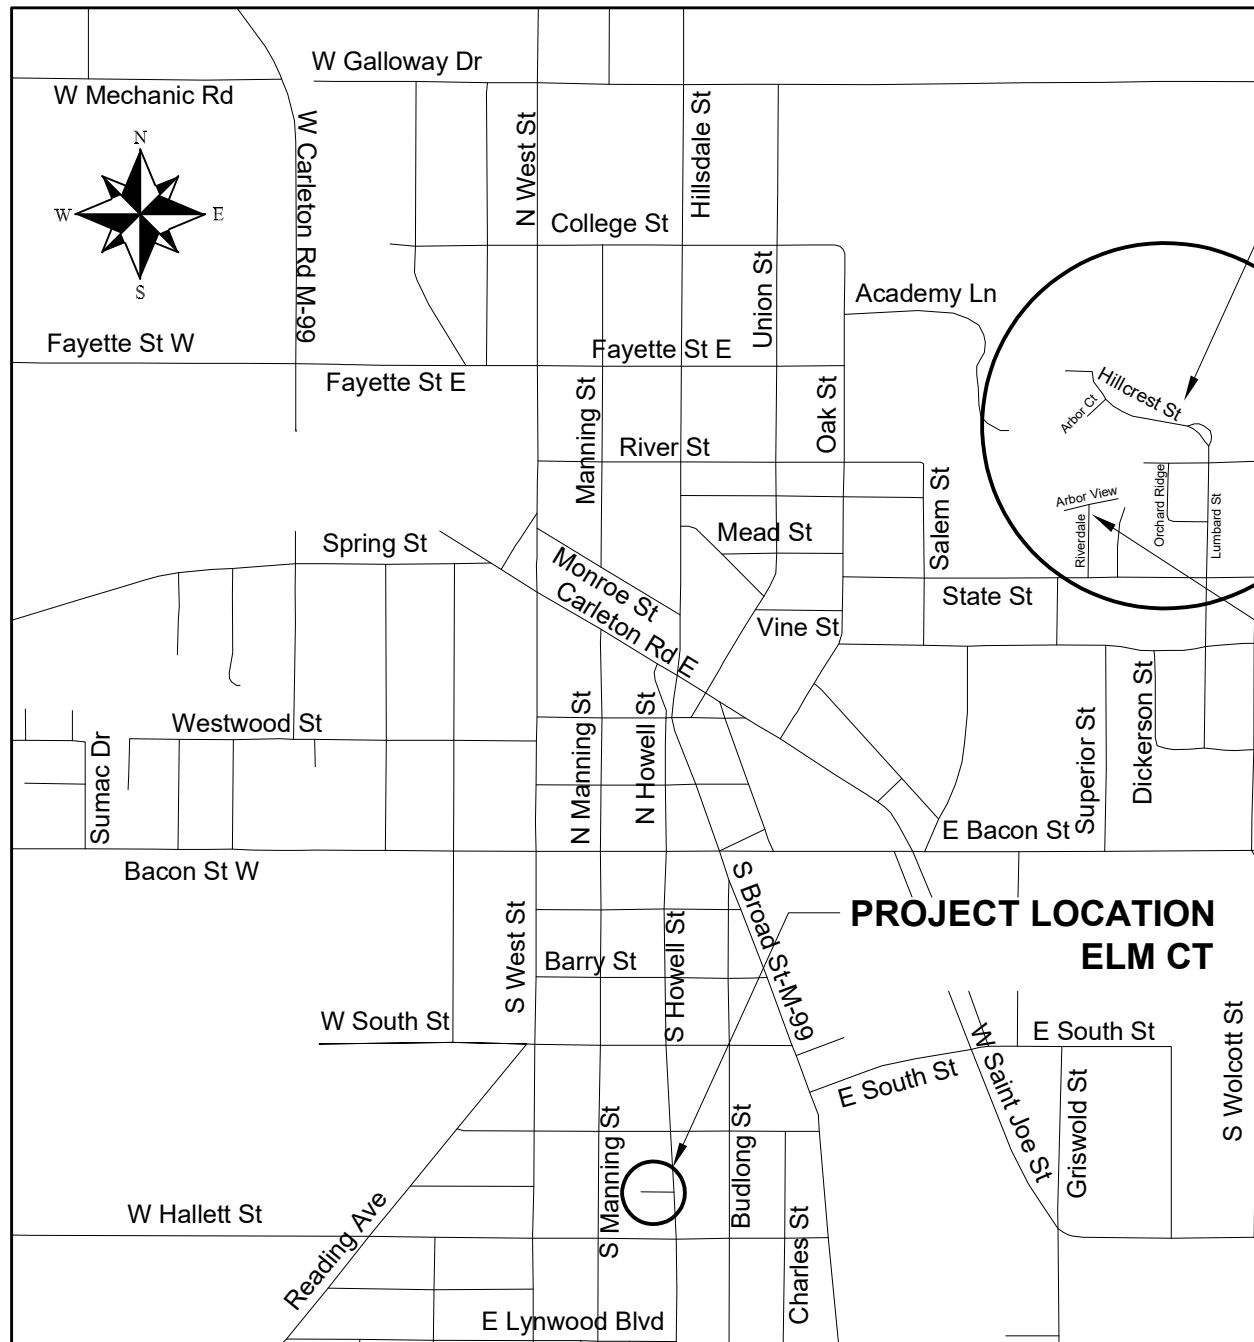 W Galloway Dr
W Mechanic Rd
W Carleton Rd M-99
N West St
Hillsdale St
N
W
E
S
College St
Union St
Academy Ln
Fayette St W
Fayette St E
Fayette St E
Manning St
Oak St
Hillcrest St
Arbor Ct
River St
Salem St
Orchard Ridge
Lumbard St
Arbor View
Riverdale
Spring St
Mead St
Monroe St
Carleton Rd E
State St
Vine St
Westwood St
Sumac Dr
N Manning St
N Howell St
Superior St
Dickerson St
E Bacon St
Bacon St W
S Broad St-M-99
PROJECT LOCATION
ELM CT
S West St
Barry St
S Howell St
W South St
E South St
E South St
W Saint Joe St
Griswold St
S Wolcott St
S Manning St
Budlong St
W Hallett St
Reading Ave
Charles St
E Lynwood Blvd